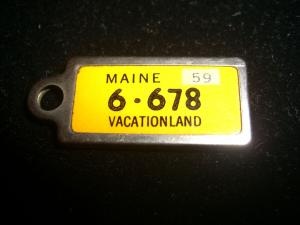 MAINE 59
6·678
VACATIONLAND